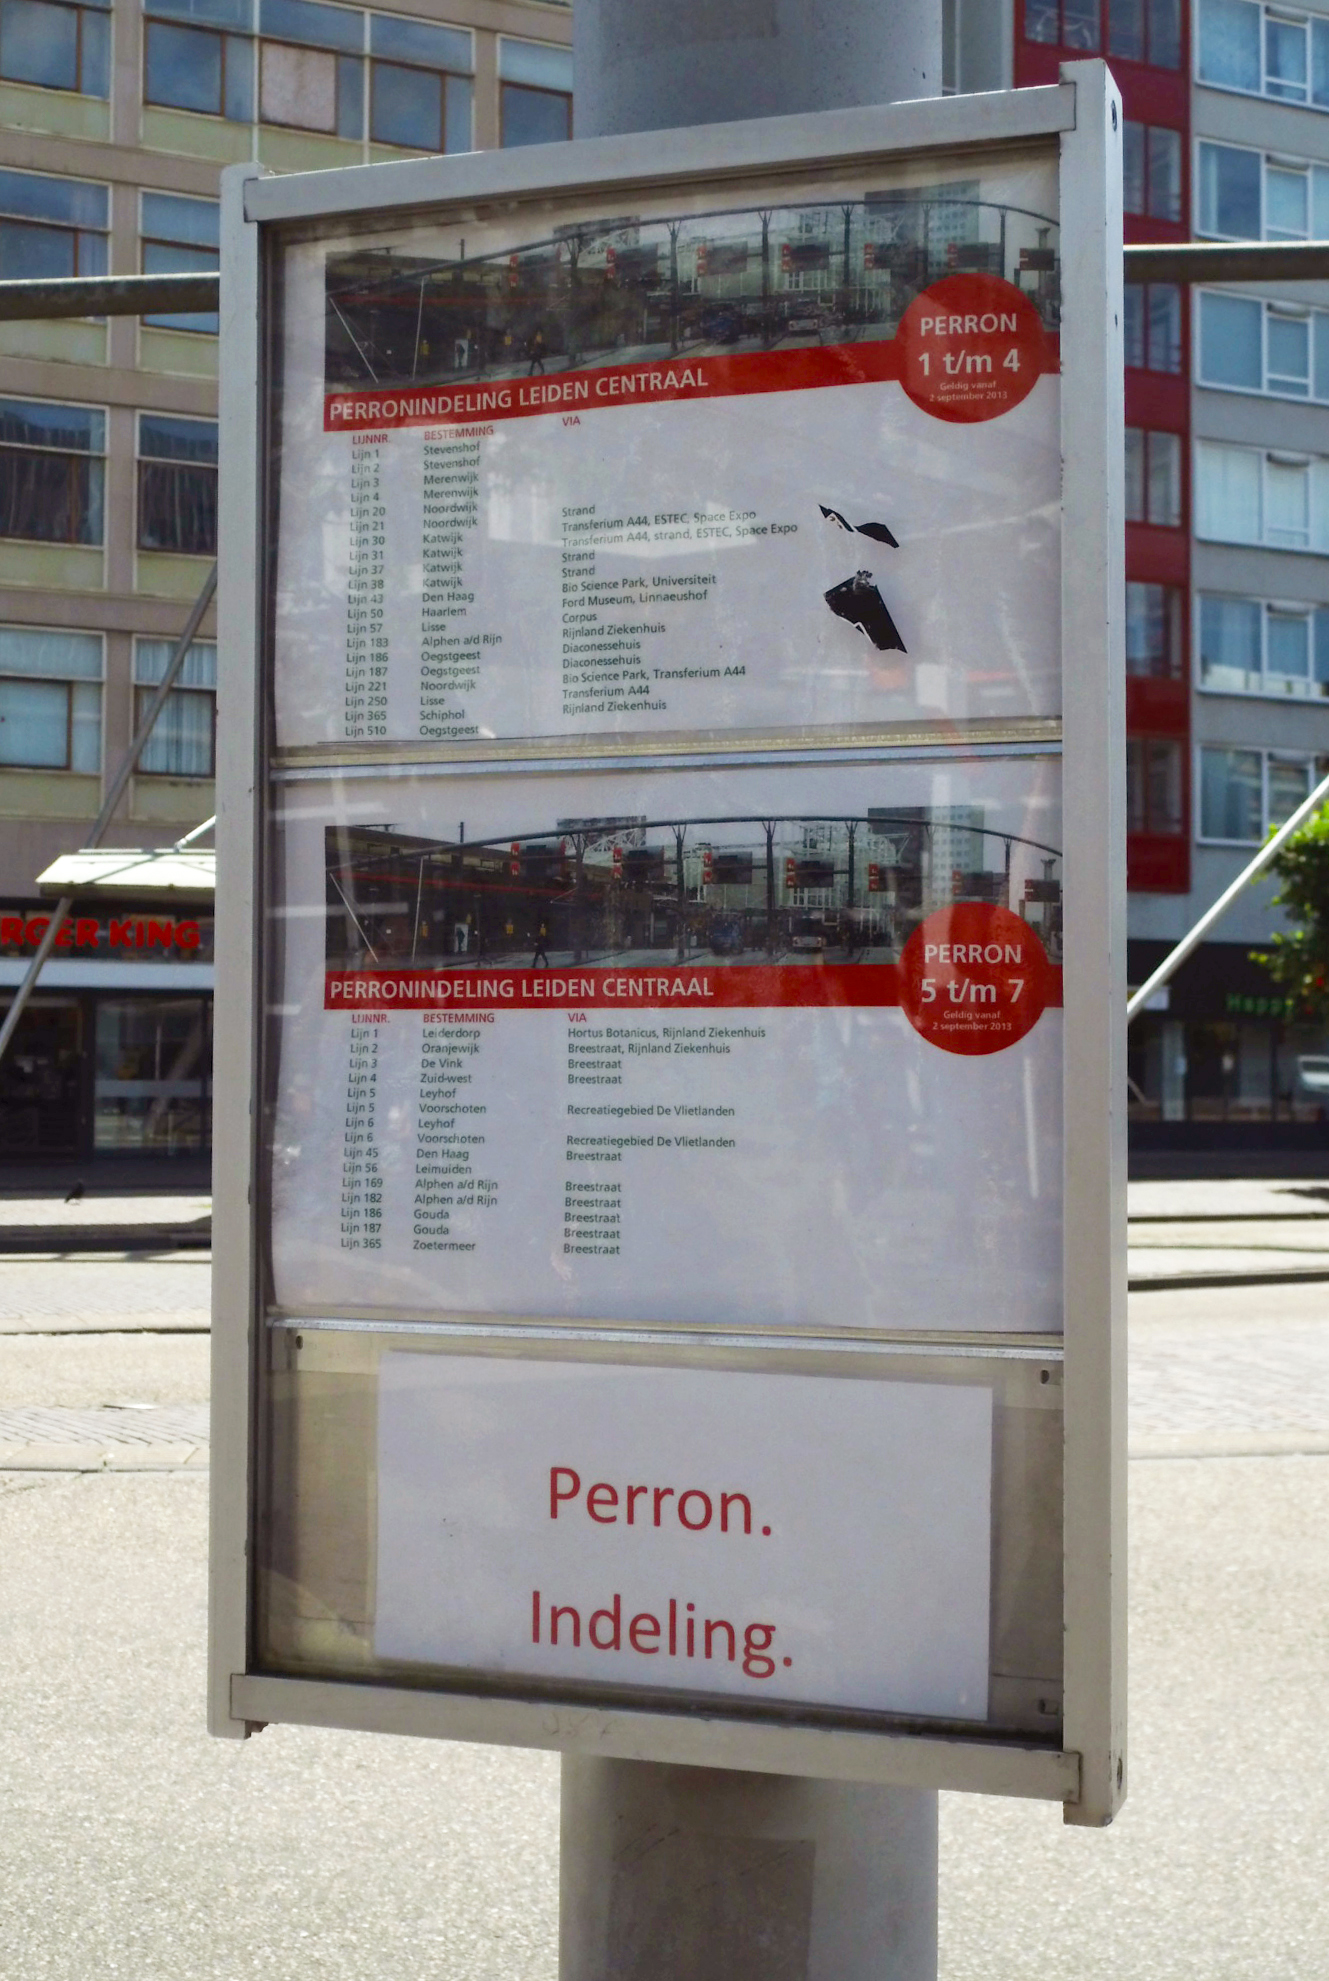 PERRON
1 t/m 4
Geldig vanaf
2 september 2013
PERRONINDELING LEIDEN CENTRAAL
LIJNNR. BESTEMMING VIA
Lijn 1 Stevenshof
Lijn 2 Stevenshof
Lijn 3 Merenwijk
Lijn 4 Merenwijk
Lijn 20 Noordwijk Strand
Lijn 21 Noordwijk Transferium A44, ESTEC, Space Expo
Lijn 30 Katwijk Transferium A44, strand, ESTEC, Space Expo
Lijn 31 Katwijk Strand
Lijn 37 Katwijk Strand
Lijn 38 Katwijk Bio Science Park, Universiteit
Lijn 43 Den Haag Ford Museum, Linnaeushof
Lijn 50 Haarlem Corpus
Lijn 57 Lisse Rijnland Ziekenhuis
Lijn 183 Alphen a/d Rijn Diaconessehuis
Lijn 186 Oegstgeest Diaconessehuis
Lijn 187 Oegstgeest Bio Science Park, Transferium A44
Lijn 221 Noordwijk Transferium A44
Lijn 250 Lisse Rijnland Ziekenhuis
Lijn 365 Schiphol
Lijn 510 Oegstgeest
PERRON
5 t/m 7
Geldig vanaf
2 september 2013
PERRONINDELING LEIDEN CENTRAAL
LIJNNR. BESTEMMING VIA
Lijn 1 Leiderdorp Hortus Botanicus, Rijnland Ziekenhuis
Lijn 2 Oranjewijk Breestraat, Rijnland Ziekenhuis
Lijn 3 De Vink Breestraat
Lijn 4 Zuid-west Breestraat
Lijn 5 Leyhof
Lijn 5 Voorschoten Recreatiegebied De Vlietlanden
Lijn 6 Leyhof
Lijn 6 Voorschoten Recreatiegebied De Vlietlanden
Lijn 45 Den Haag Breestraat
Lijn 56 Leimuiden
Lijn 169 Alphen a/d Rijn Breestraat
Lijn 182 Alphen a/d Rijn Breestraat
Lijn 186 Gouda Breestraat
Lijn 187 Gouda Breestraat
Lijn 365 Zoetermeer Breestraat
Perron.
Indeling.
RGER KING
Happy